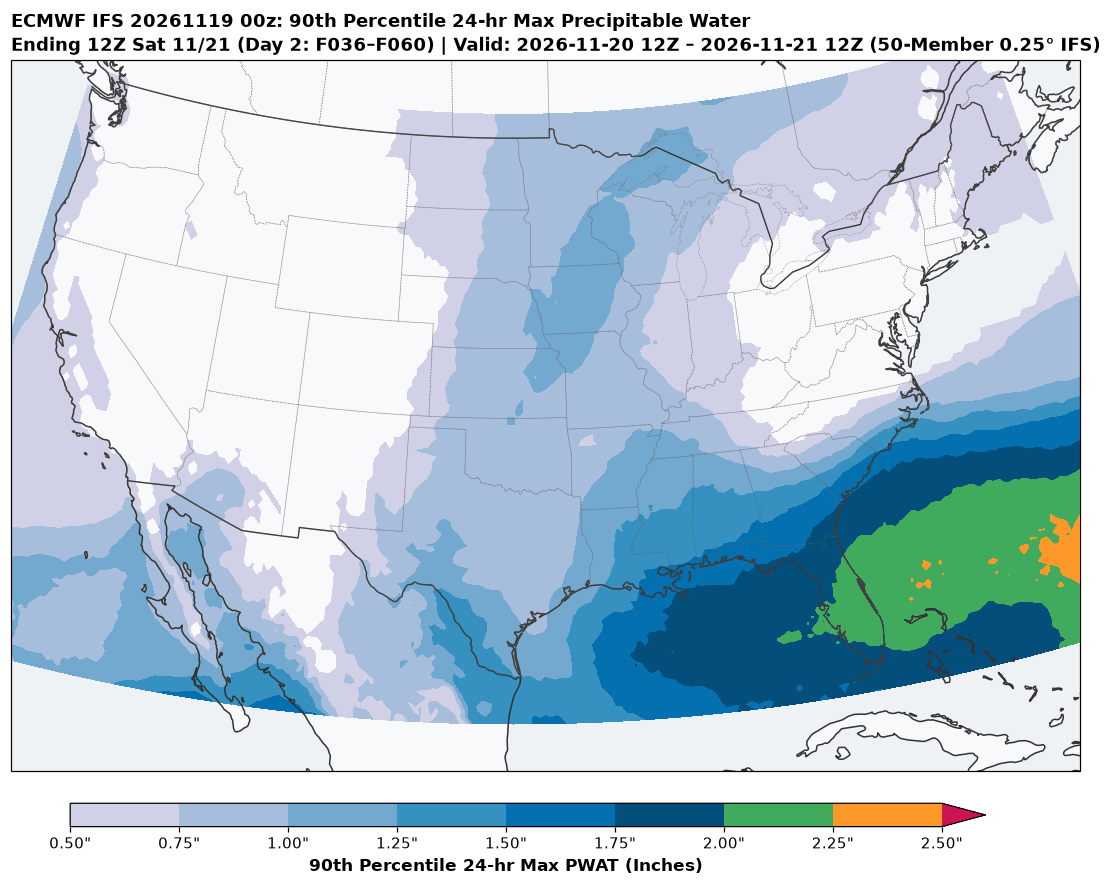 ECMWF IFS 20261119 00z: 90th Percentile 24-hr Max Precipitable Water
Ending 12Z Sat 11/21 (Day 2: F036–F060) | Valid: 2026-11-20 12Z – 2026-11-21 12Z (50-Member 0.25° IFS)
0.50" 0.75" 1.00" 1.25" 1.50" 1.75" 2.00" 2.25" 2.50"
90th Percentile 24-hr Max PWAT (Inches)